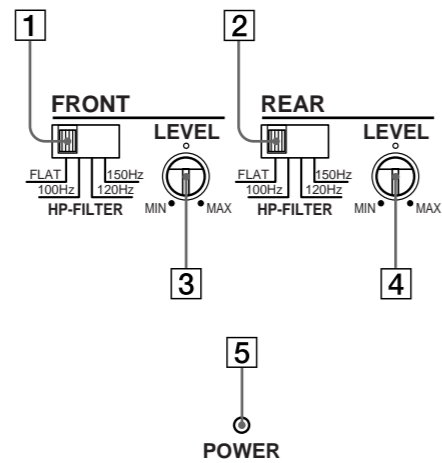 1 2
FRONT REAR
LEVEL LEVEL
FLAT 150Hz FLAT 150Hz
100Hz 120Hz 100Hz 120Hz
HP-FILTER MIN MAX HP-FILTER MIN MAX
3 4
5
POWER